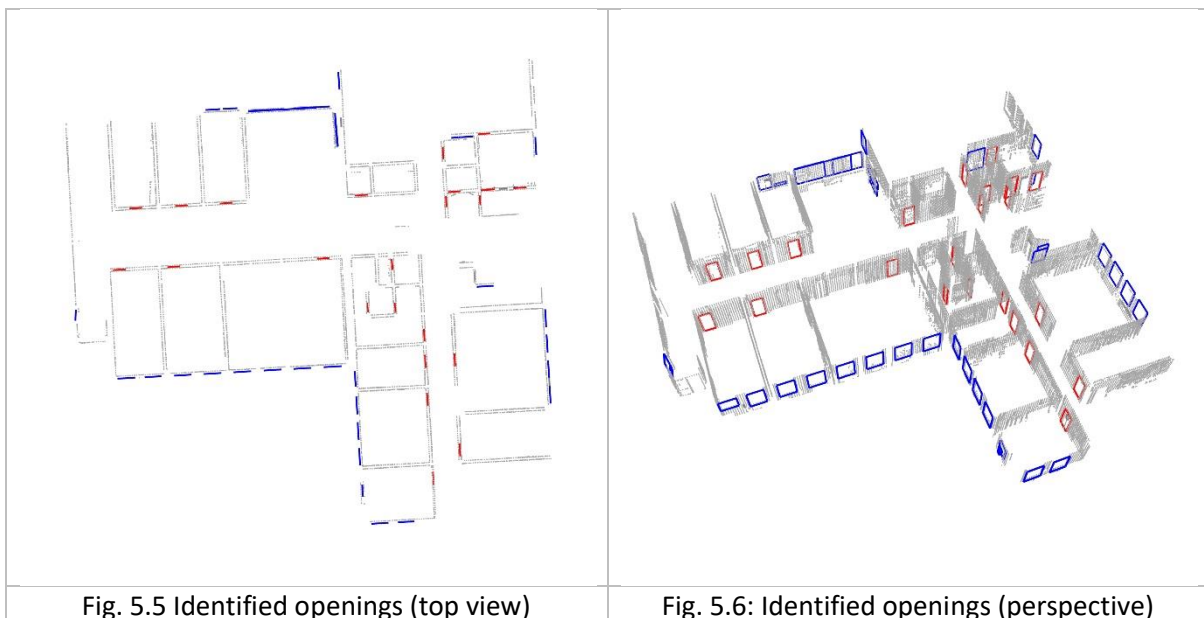 Fig. 5.5 Identified openings (top view)
Fig. 5.6: Identified openings (perspective)